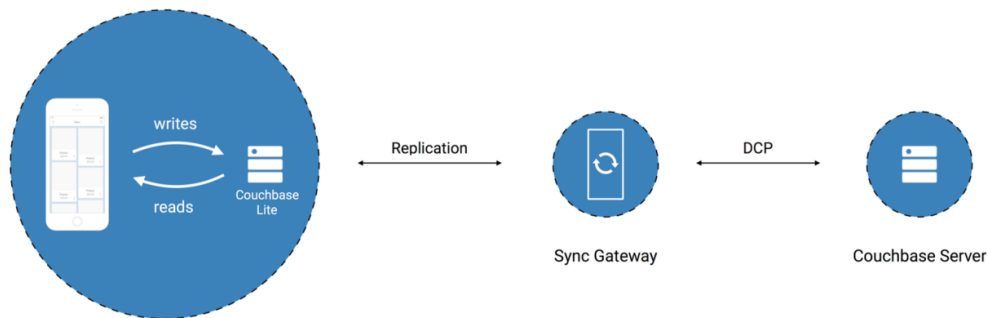 writes
reads
Couchbase
Lite
Replication
Sync Gateway
DCP
Couchbase Server